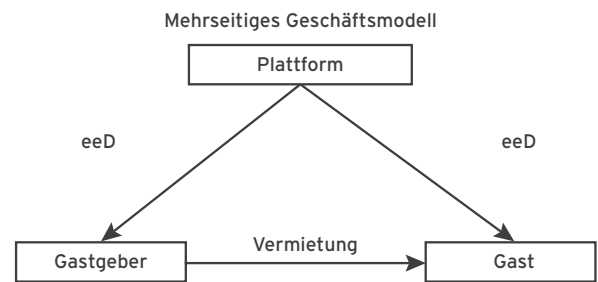 Mehrseitiges Geschäftsmodell
Plattform
eeD
eeD
Vermietung
Gastgeber
Gast